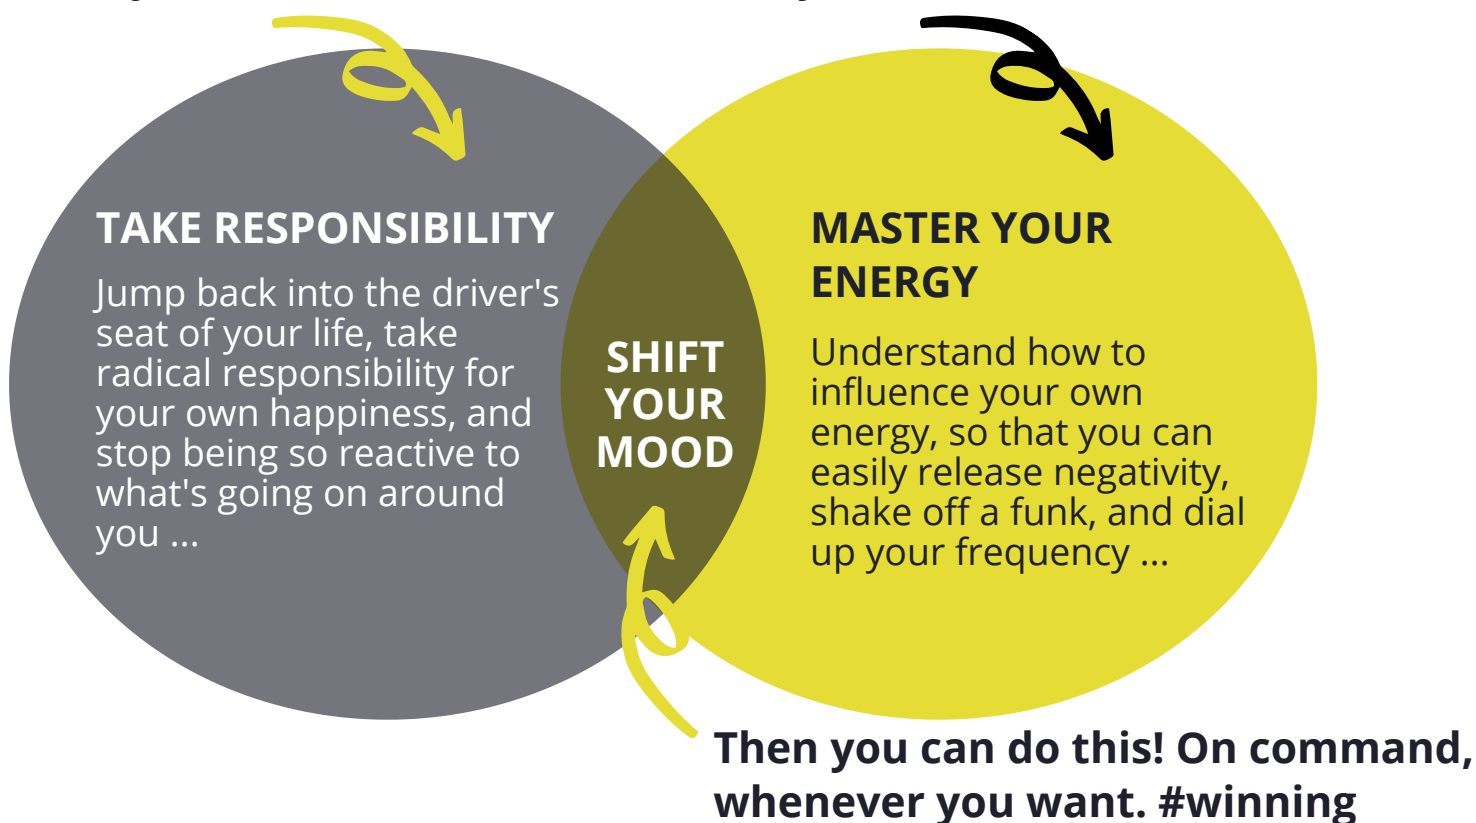 TAKE RESPONSIBILITY
Jump back into the driver's
seat of your life, take
radical responsibility for
your own happiness, and
stop being so reactive to
what's going on around
you ...
SHIFT
YOUR
MOOD
MASTER YOUR
ENERGY
Understand how to
influence your own
energy, so that you can
easily release negativity,
shake off a funk, and dial
up your frequency ...
Then you can do this! On command,
whenever you want. #winning